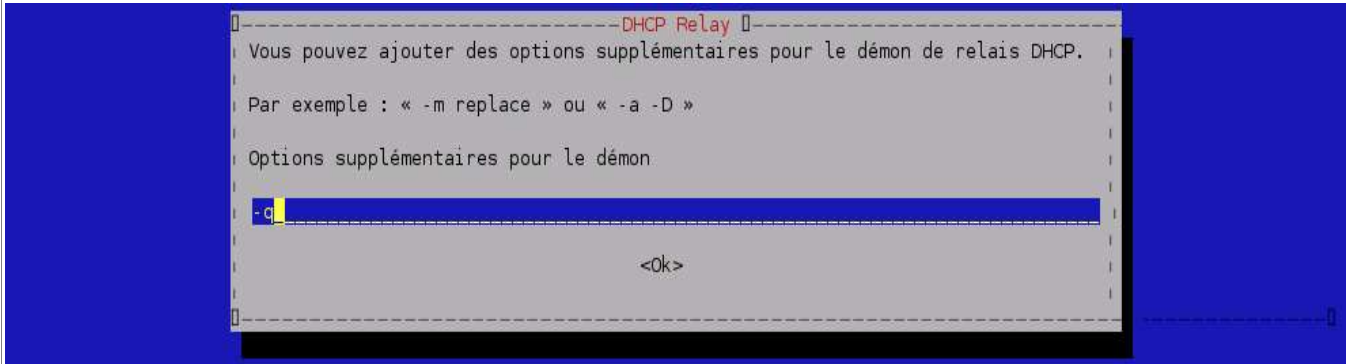 DHCP Relay
Vous pouvez ajouter des options supplémentaires pour le démon de relais DHCP.
Par exemple : « -m replace » ou « -a -D »
Options supplémentaires pour le démon
-q
<Ok>